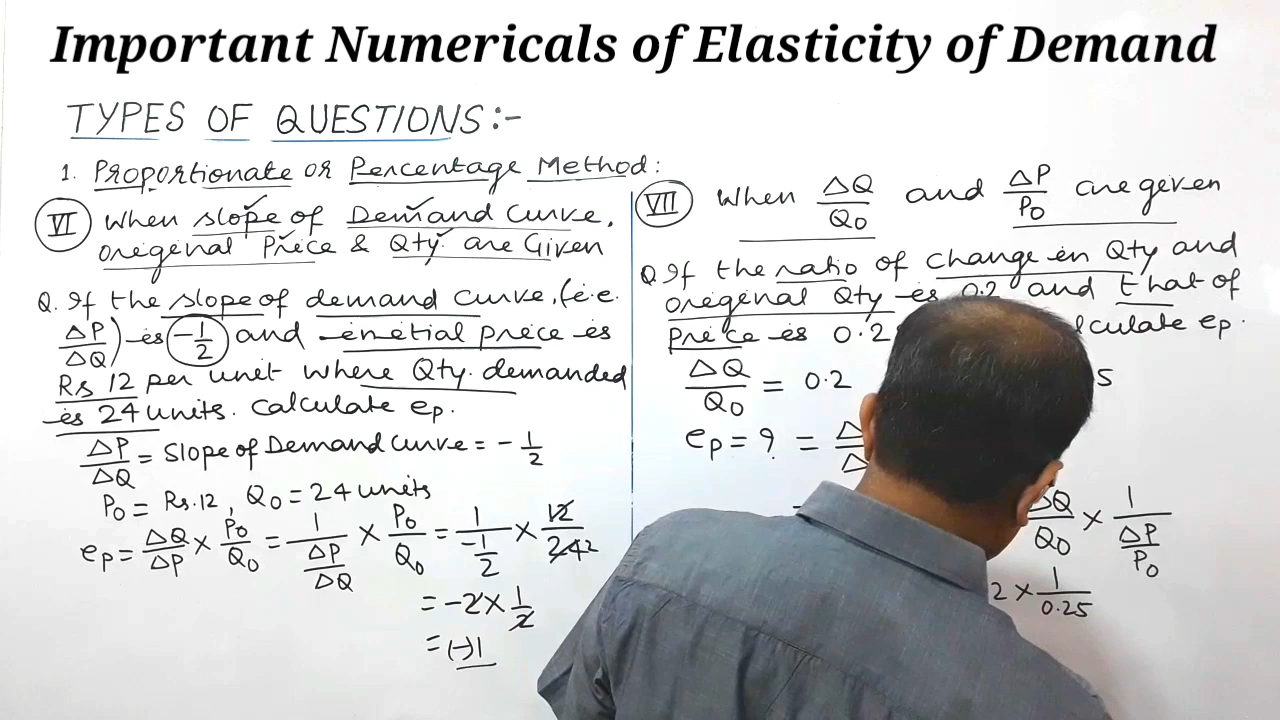 Important Numericals of Elasticity of Demand
TYPES OF QUESTIONS:-
1. Proportionate or Percentage Method:
VI When slope of Demand Curve,
oregenal Price & Qty. are Given
Q. If the slope of demand curve, (i.e.
ΔP/ΔQ) is -1/2 and enetial price is
Rs 12 per unit where Qty. demanded
is 24 units. Calculate ep.
ΔP/ΔQ = Slope of Demand Curve = - 1/2
P0 = Rs.12, Q0 = 24 units
ep = ΔQ/ΔP × P0/Q0 = 1/(ΔP/ΔQ) × P0/Q0 = 1/(-1/2) × 12/24 2
= -2 × 1/2
= (-)1
VII When ΔQ/Q0 and ΔP/P0 are geven
Q. If the ratio of change in Qty and
oregenal Qty is 0.2 and that of
Price is 0.2 lculate ep.
ΔQ/Q0 = 0.2 5
ep = ? = Δ/Δ
ΔQ/Q0 × 1/(ΔP/P0)
2 × 1/0.25